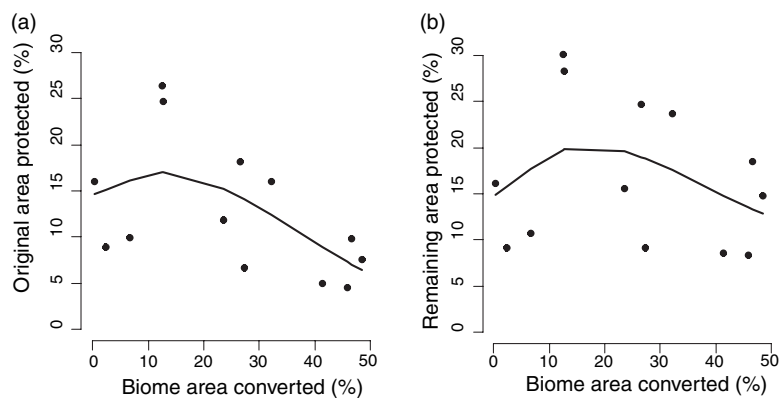 (a)
Original area protected (%)
30
25
20
15
10
5
0
0 10 20 30 40 50
Biome area converted (%)
(b)
Remaining area protected (%)
30
25
20
15
10
5
0
0 10 20 30 40 50
Biome area converted (%)